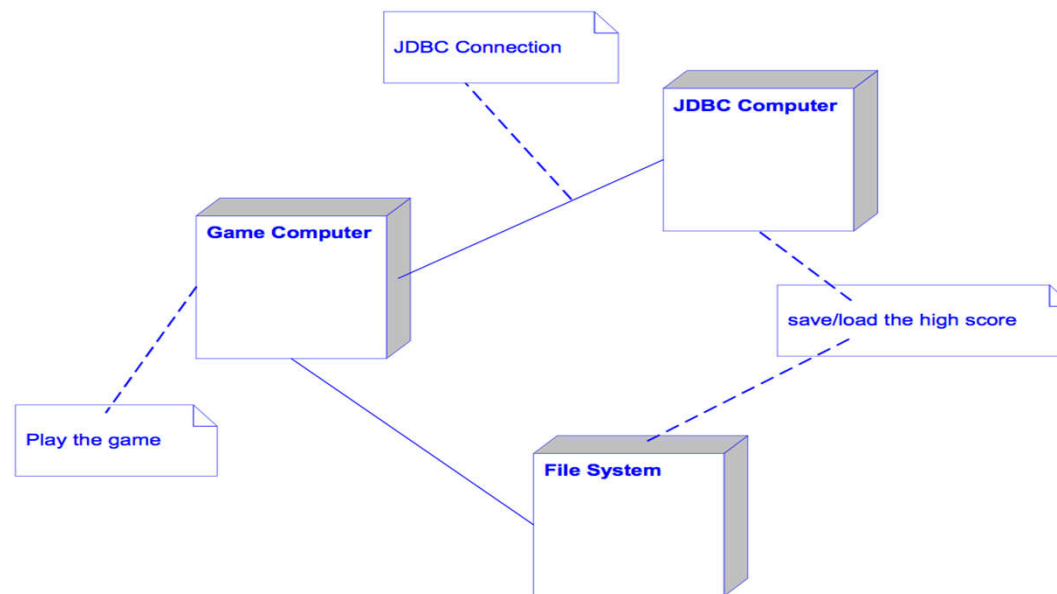 JDBC Connection
JDBC Computer
Game Computer
save/load the high score
Play the game
File System